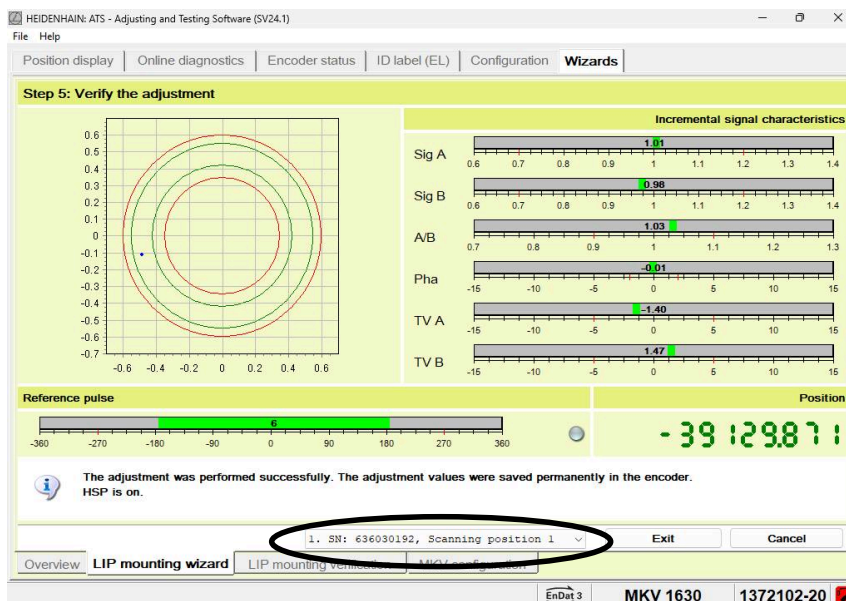 HEIDENHAIN: ATS - Adjusting and Testing Software (SV24.1)
File Help
Position display Online diagnostics Encoder status ID label (EL) Configuration Wizards
Step 5: Verify the adjustment
Incremental signal characteristics
0.6
0.5
0.4
0.3
0.2
0.1
0
-0.1
-0.2
-0.3
-0.4
-0.5
-0.6
-0.7
-0.6 -0.4 -0.2 0 0.2 0.4 0.6
Sig A
1.01
0.6 0.7 0.8 0.9 1 1.1 1.2 1.3 1.4
Sig B
0.98
0.6 0.7 0.8 0.9 1 1.1 1.2 1.3 1.4
A/B
1.03
0.7 0.8 0.9 1 1.1 1.2 1.3
Pha
-0.01
-15 -10 -5 0 5 10 15
TV A
-1.40
-15 -10 -5 0 5 10 15
TV B
1.47
-15 -10 -5 0 5 10 15
Reference pulse
6
-360 -270 -180 -90 0 90 180 270 360
Position
-39129.871
The adjustment was performed successfully. The adjustment values were saved permanently in the encoder.
HSP is on.
1. SN: 636030192, Scanning position 1
Exit Cancel
Overview LIP mounting wizard LIP mounting verification MKV configuration
EnDat 3 MKV 1630 1372102-20